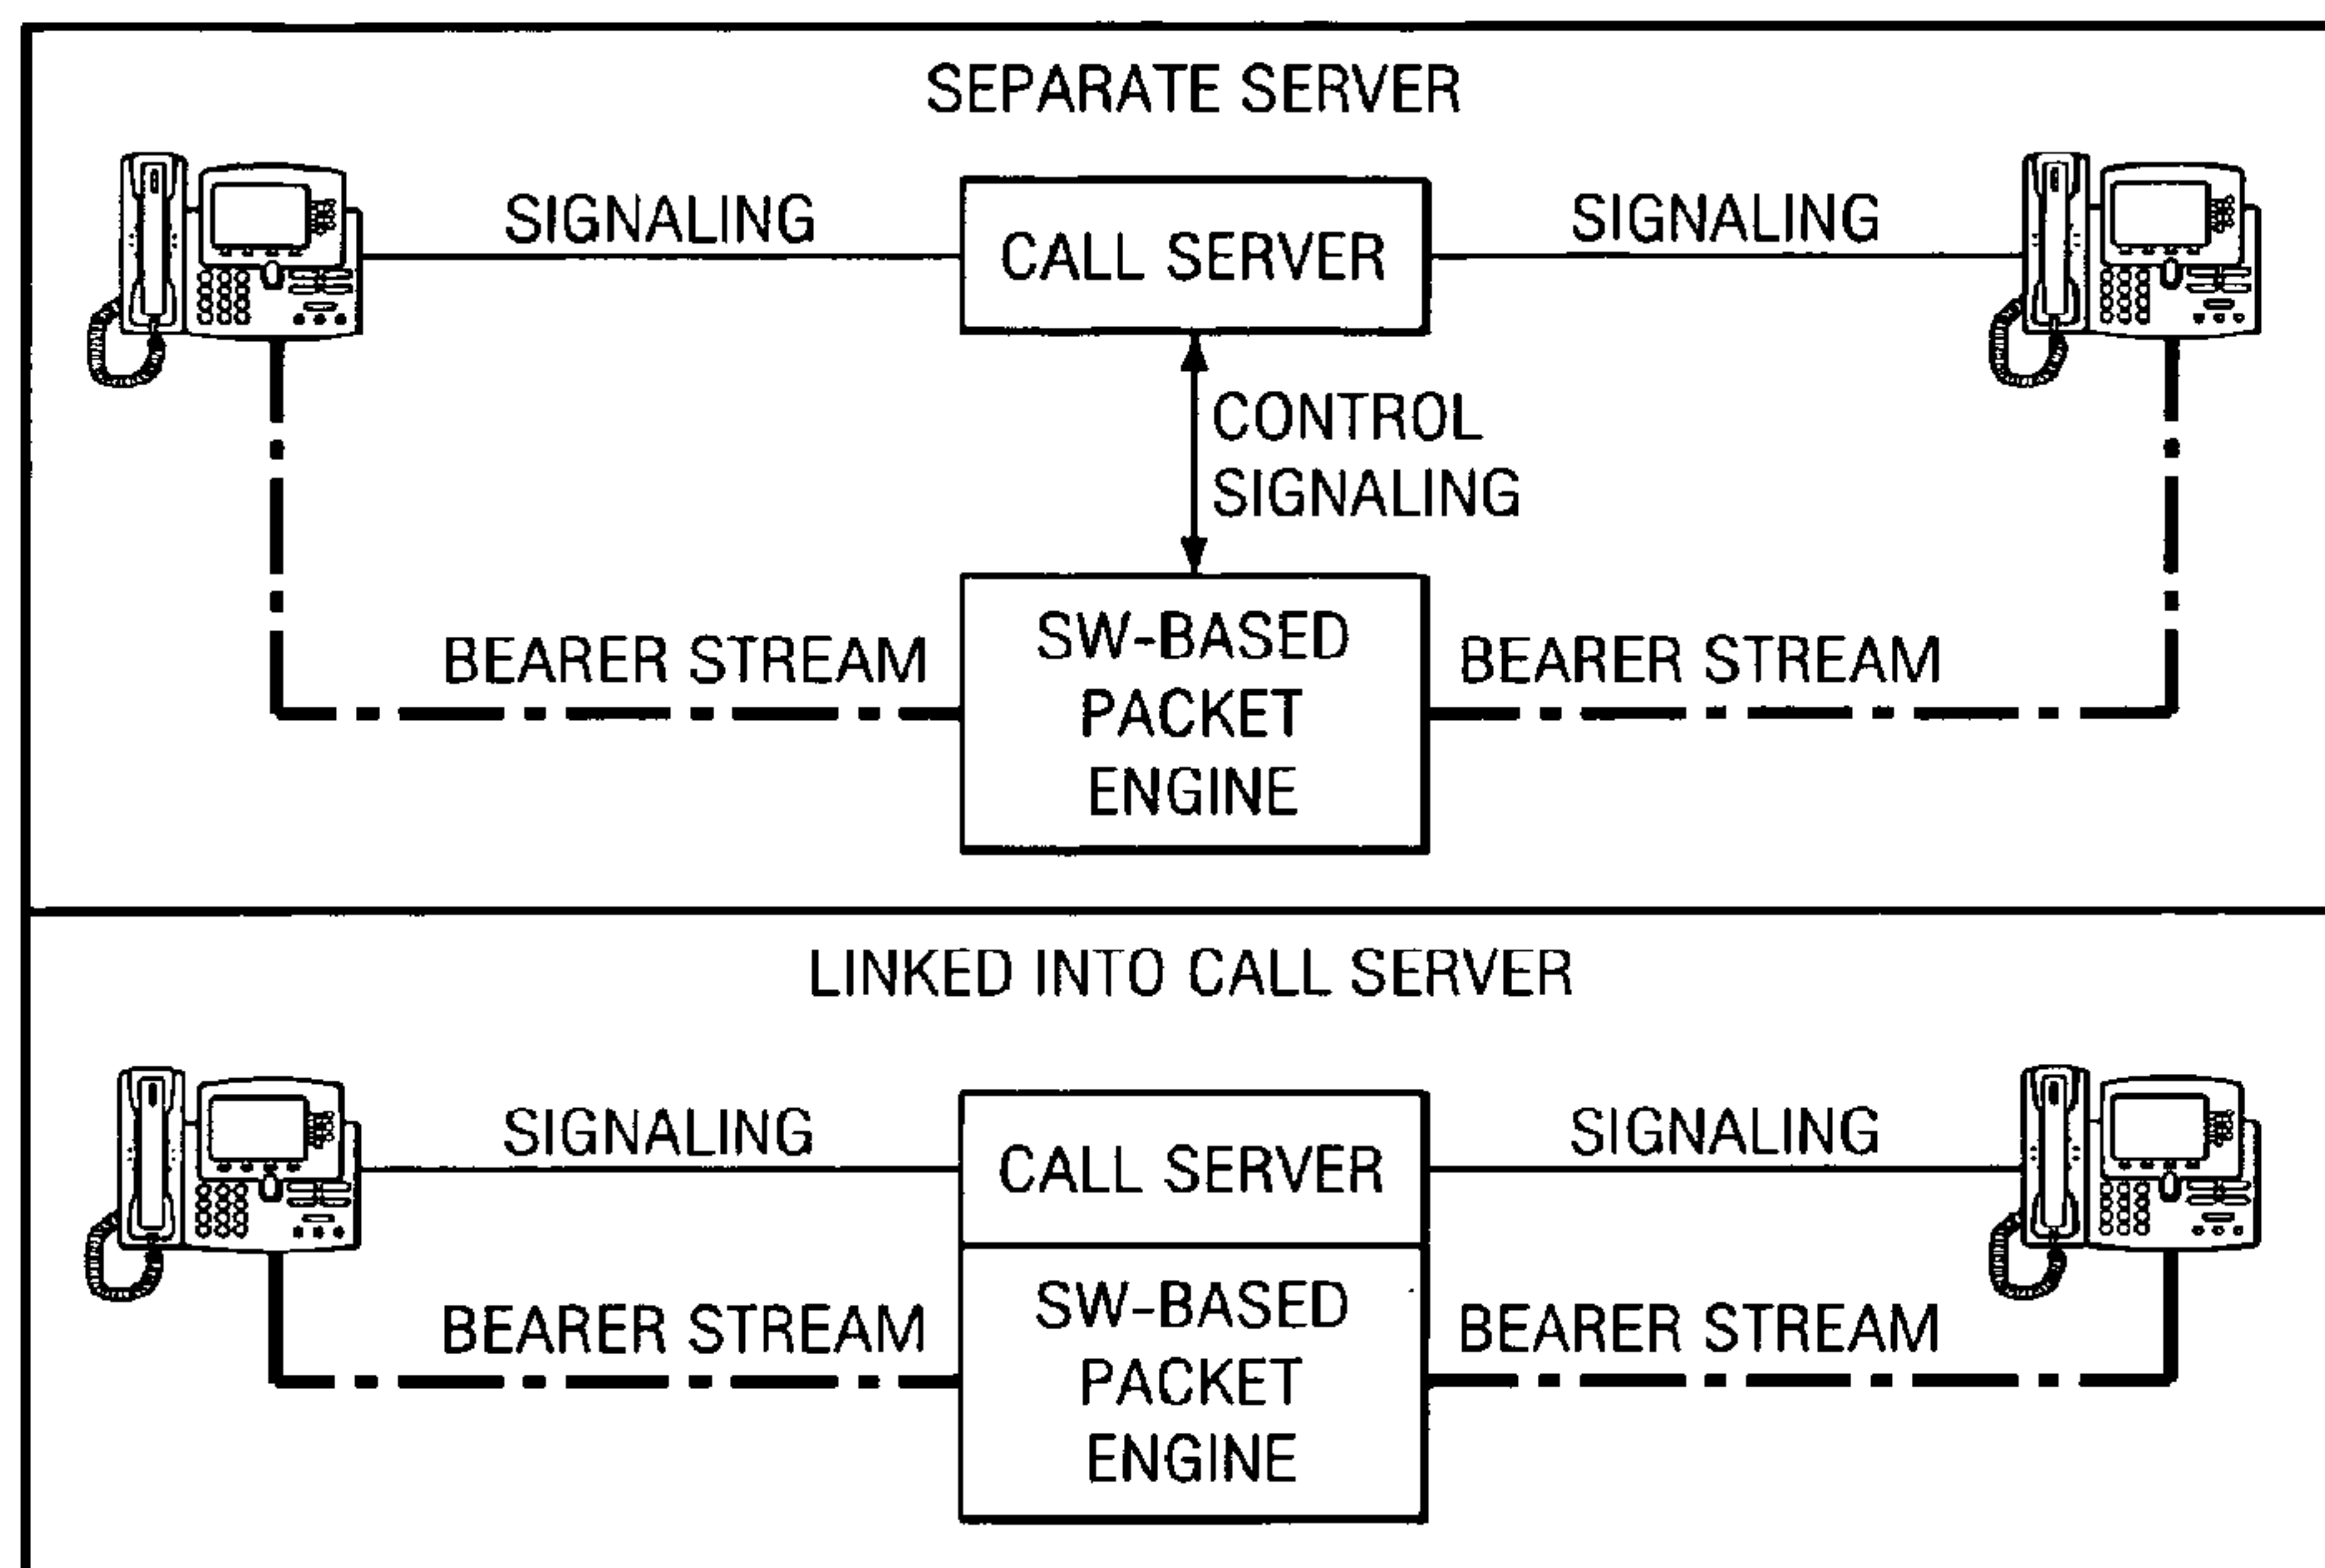 SEPARATE SERVER
SIGNALING
CALL SERVER
SIGNALING
CONTROL
SIGNALING
BEARER STREAM
SW-BASED
PACKET
ENGINE
BEARER STREAM
LINKED INTO CALL SERVER
SIGNALING
CALL SERVER
SIGNALING
BEARER STREAM
SW-BASED
PACKET
ENGINE
BEARER STREAM